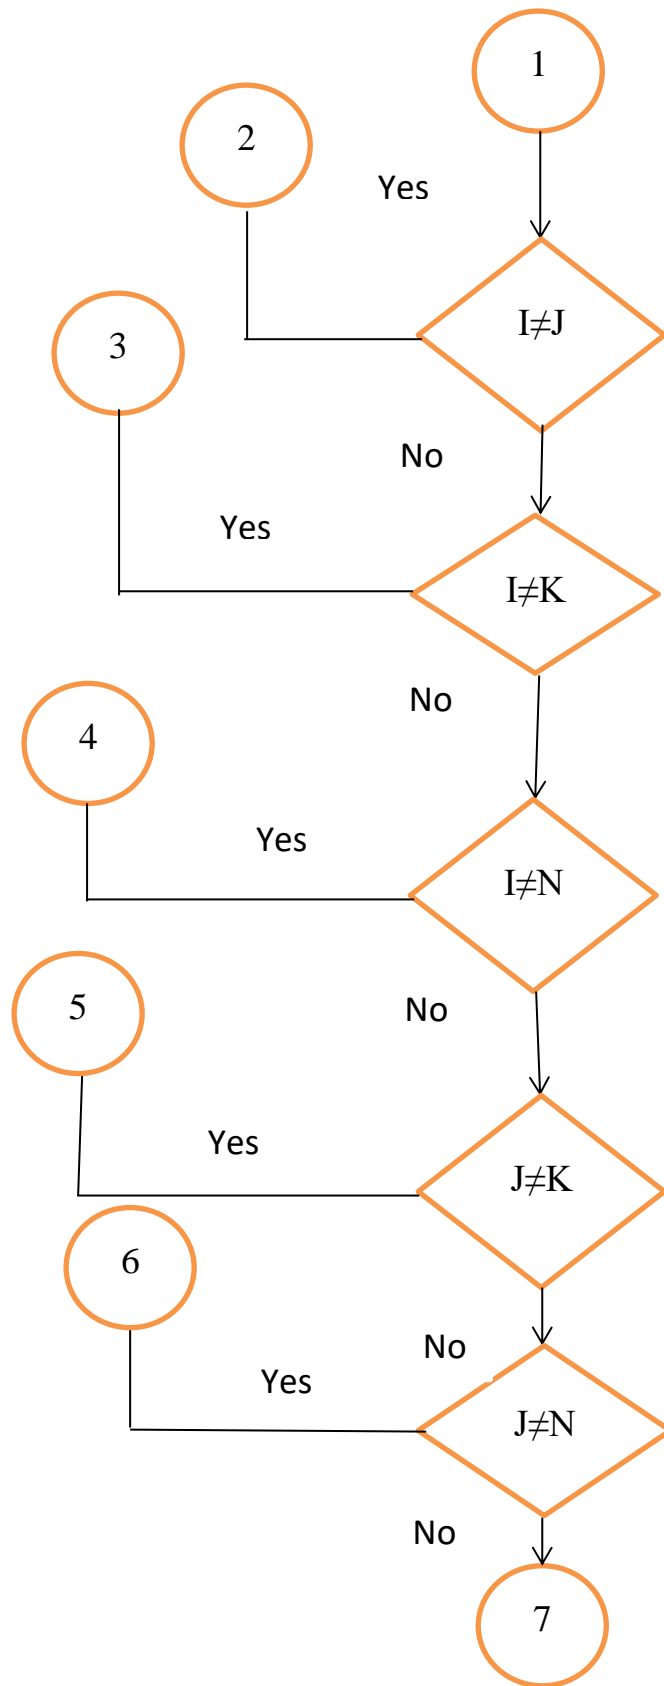 1
2
Yes
I≠J
3
No
Yes
I≠K
No
4
Yes
I≠N
5
No
Yes
J≠K
6
No
Yes
J≠N
No
7